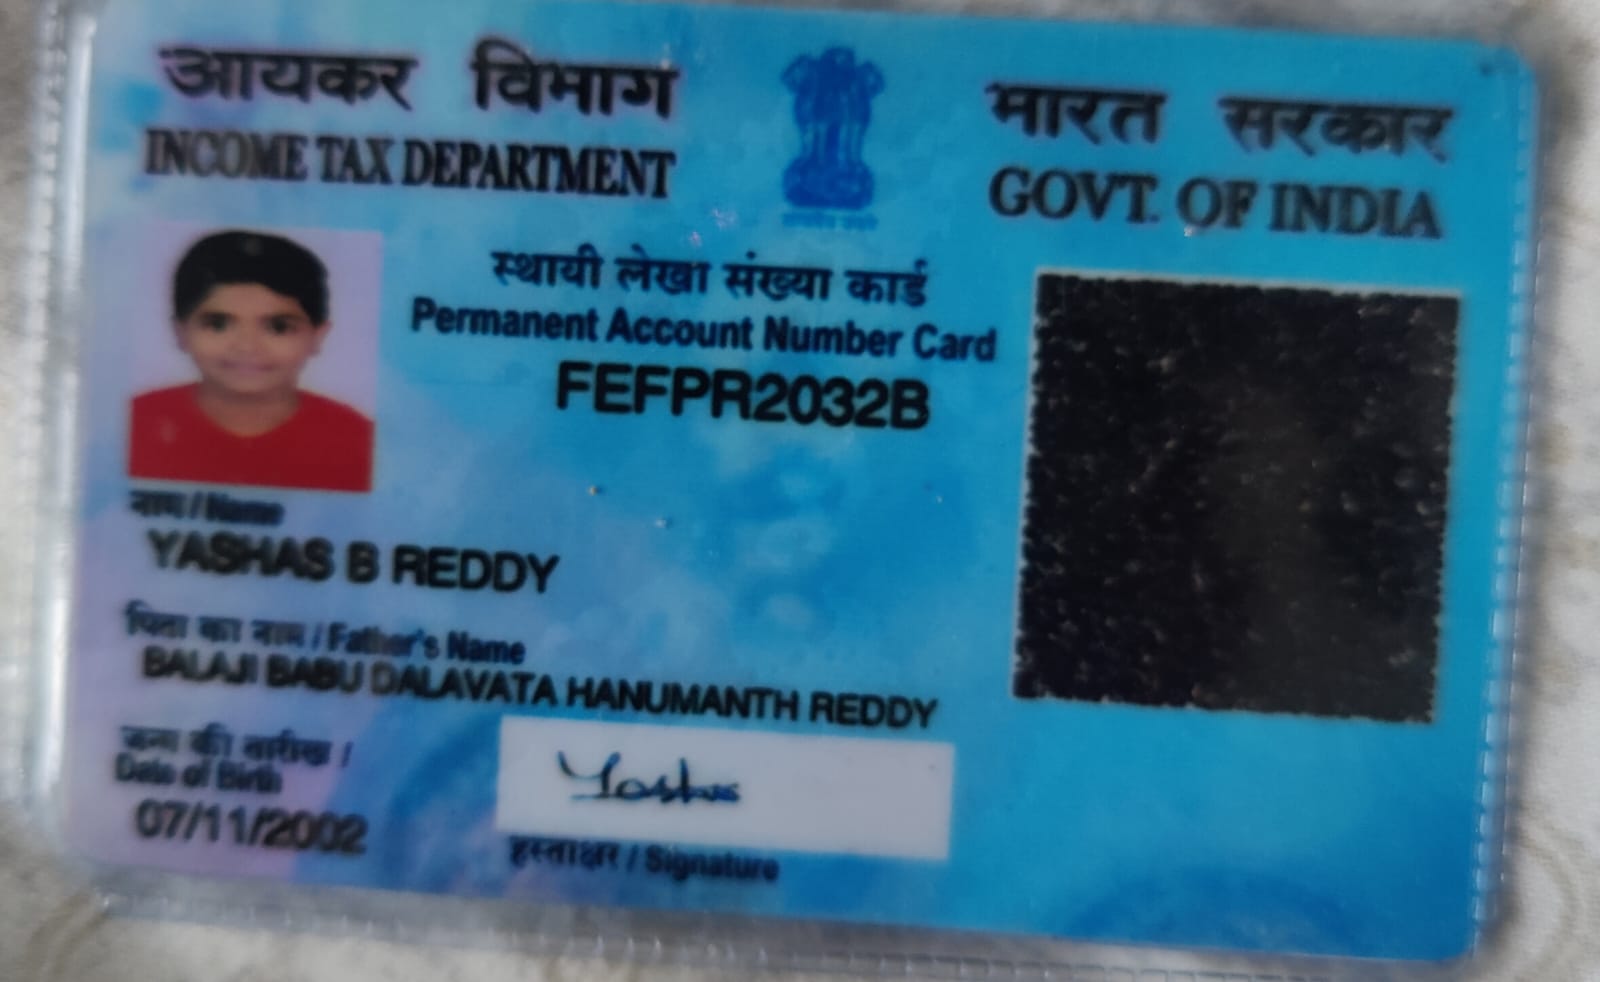 आयकर विभाग
INCOME TAX DEPARTMENT
भारत सरकार
GOVT. OF INDIA
स्थायी लेखा संख्या कार्ड
Permanent Account Number Card
FEFPR2032B
नाम / Name
YASHAS B REDDY
पिता का नाम / Father's Name
BALAJI BABU DALAVATA HANUMANTH REDDY
जन्म की तारीख /
Date of Birth
07/11/2002
Yashas
हस्ताक्षर / Signature